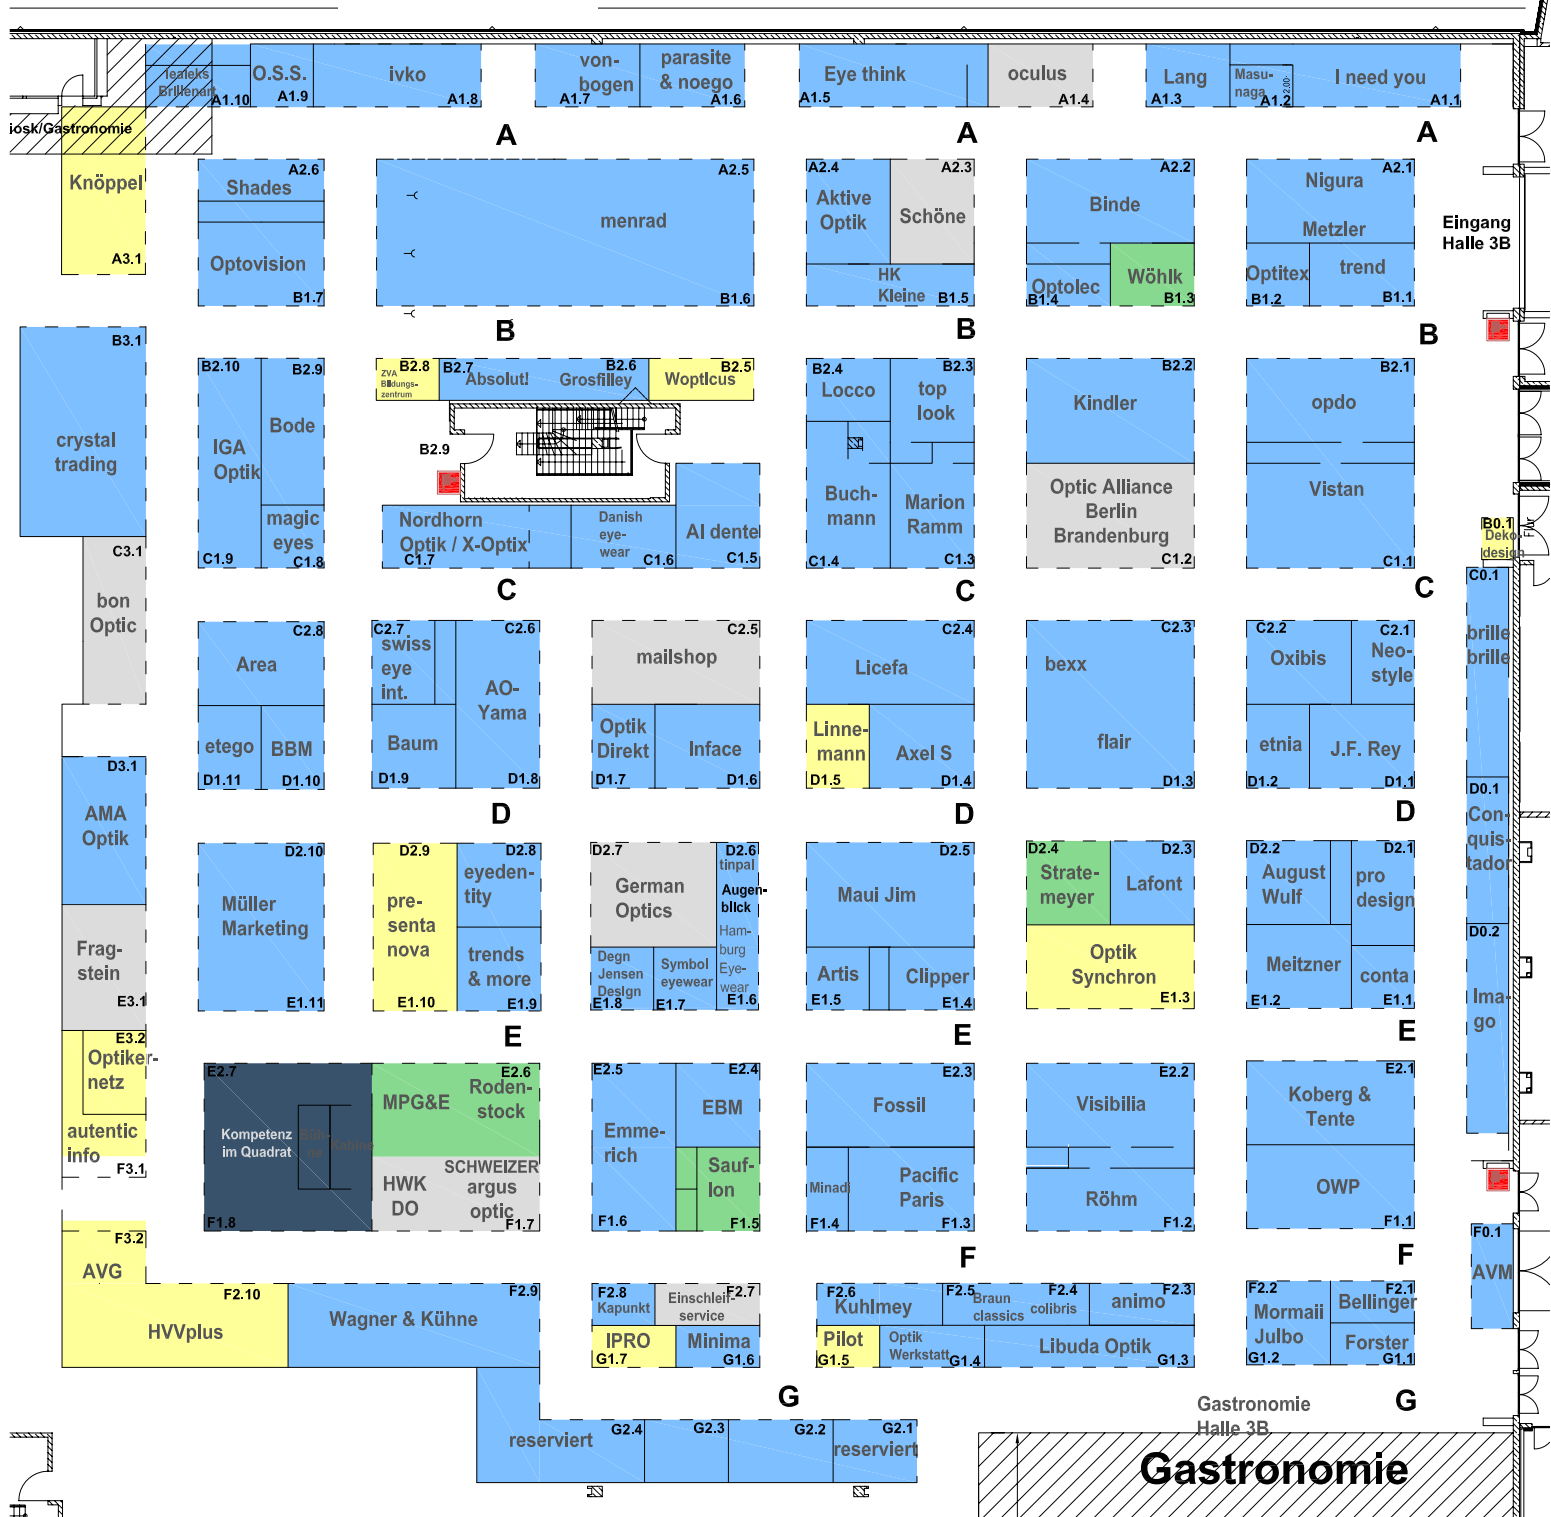 Tealeks
Brillenart
A1.10
O.S.S.
A1.9
ivko
A1.8
von-
bogen
A1.7
parasite
& noego
A1.6
Eye think
A1.5
oculus
A1.4
Lang
A1.3
Masu-
naga
A1.2
2,00
I need you
A1.1
iosk/Gastronomie
A
A
A
Knöppel
A3.1
A2.6
Shades
Optovision
B1.7
A2.5
menrad
B1.6
A2.4
Aktive
Optik
A2.3
Schöne
HK
Kleine
B1.5
A2.2
Binde
Optolec
B1.4
Wöhlk
B1.3
A2.1
Nigura
Metzler
Optitex
B1.2
trend
B1.1
Eingang
Halle 3B
B
B
B
B3.1
crystal
trading
B2.10
IGA
Optik
C1.9
B2.9
Bode
magic
eyes
C1.8
B2.8
ZVA
Bildungs-
zentrum
B2.7
Absolut!
B2.6
Grosfilley
B2.5
Wopticus
B2.9
Nordhorn
Optik / X-Optix
C1.7
Danish
eye-
wear
C1.6
Al dente
C1.5
B2.4
Locco
B2.3
top
look
Buch-
mann
C1.4
Marion
Ramm
C1.3
B2.2
Kindler
Optic Alliance
Berlin
Brandenburg
C1.2
B2.1
opdo
Vistan
C1.1
B0.1
Deko-
design
C
C
C
C3.1
bon
Optic
C2.8
Area
etego
D1.11
BBM
D1.10
C2.7
swiss
eye
int.
C2.6
AO-
Yama
Baum
D1.9
D1.8
C2.5
mailshop
Optik
Direkt
D1.7
Inface
D1.6
C2.4
Licefa
Linne-
mann
D1.5
Axel S
D1.4
C2.3
bexx
flair
D1.3
C2.2
Oxibis
C2.1
Neo-
style
etnia
D1.2
J.F. Rey
D1.1
C0.1
brille
brille
D
D
D
D3.1
AMA
Optik
D2.10
Müller
Marketing
E1.11
D2.9
pre-
senta
nova
E1.10
D2.8
eyeden-
tity
trends
& more
E1.9
D2.7
German
Optics
D2.6
tinpal
Augen-
blick
Ham-
burg
Eye-
wear
E1.6
Degn
Jensen
Design
E1.8
Symbol
eyewear
E1.7
D2.5
Maui Jim
Artis
E1.5
Clipper
E1.4
D2.4
Strate-
meyer
D2.3
Lafont
Optik
Synchron
E1.3
D2.2
August
Wulf
D2.1
pro
design
Meitzner
E1.2
conta
E1.1
D0.1
Con-
quis-
tador
D0.2
Ima-
go
E
E
E
Frag-
stein
E3.1
E3.2
Optiker-
netz
autentic
info
F3.1
E2.7
Kompetenz
im Quadrat
F1.8
E2.6
MPG&E
Roden-
stock
HWK
DO
SCHWEIZER
argus
optic
F1.7
E2.5
Emme-
rich
F1.6
E2.4
EBM
Sauf-
lon
F1.5
E2.3
Fossil
Minadi
F1.4
Pacific
Paris
F1.3
E2.2
Visibilia
Röhm
F1.2
E2.1
Koberg &
Tente
OWP
F1.1
F0.1
AVM
F
F
F3.2
AVG
F2.10
HVVplus
F2.9
Wagner & Kühne
F2.8
Kapunkt
F2.7
Einschleif-
service
IPRO
G1.7
Minima
G1.6
F2.6
Kuhlmey
F2.5
Braun
classics
F2.4
colibris
F2.3
animo
Pilot
G1.5
Optik
Werkstatt
G1.4
Libuda Optik
G1.3
F2.2
Mormaii
Julbo
G1.2
F2.1
Bellinger
Forster
G1.1
G
G
reserviert
G2.4
G2.3
G2.2
G2.1
reserviert
Gastronomie
Halle 3B
Gastronomie